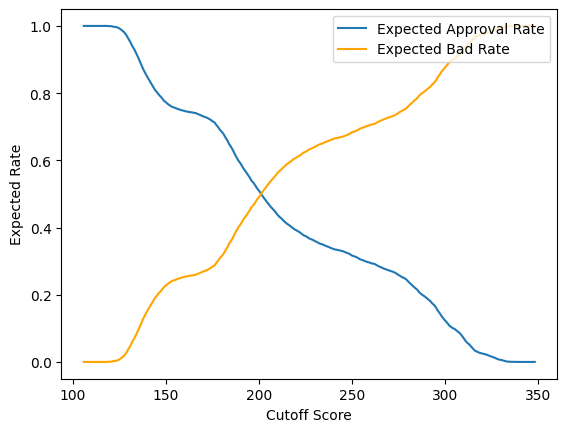 Expected Approval Rate
Expected Bad Rate
1.0
0.8
0.6
0.4
0.2
0.0
Expected Rate
100 150 200 250 300 350
Cutoff Score